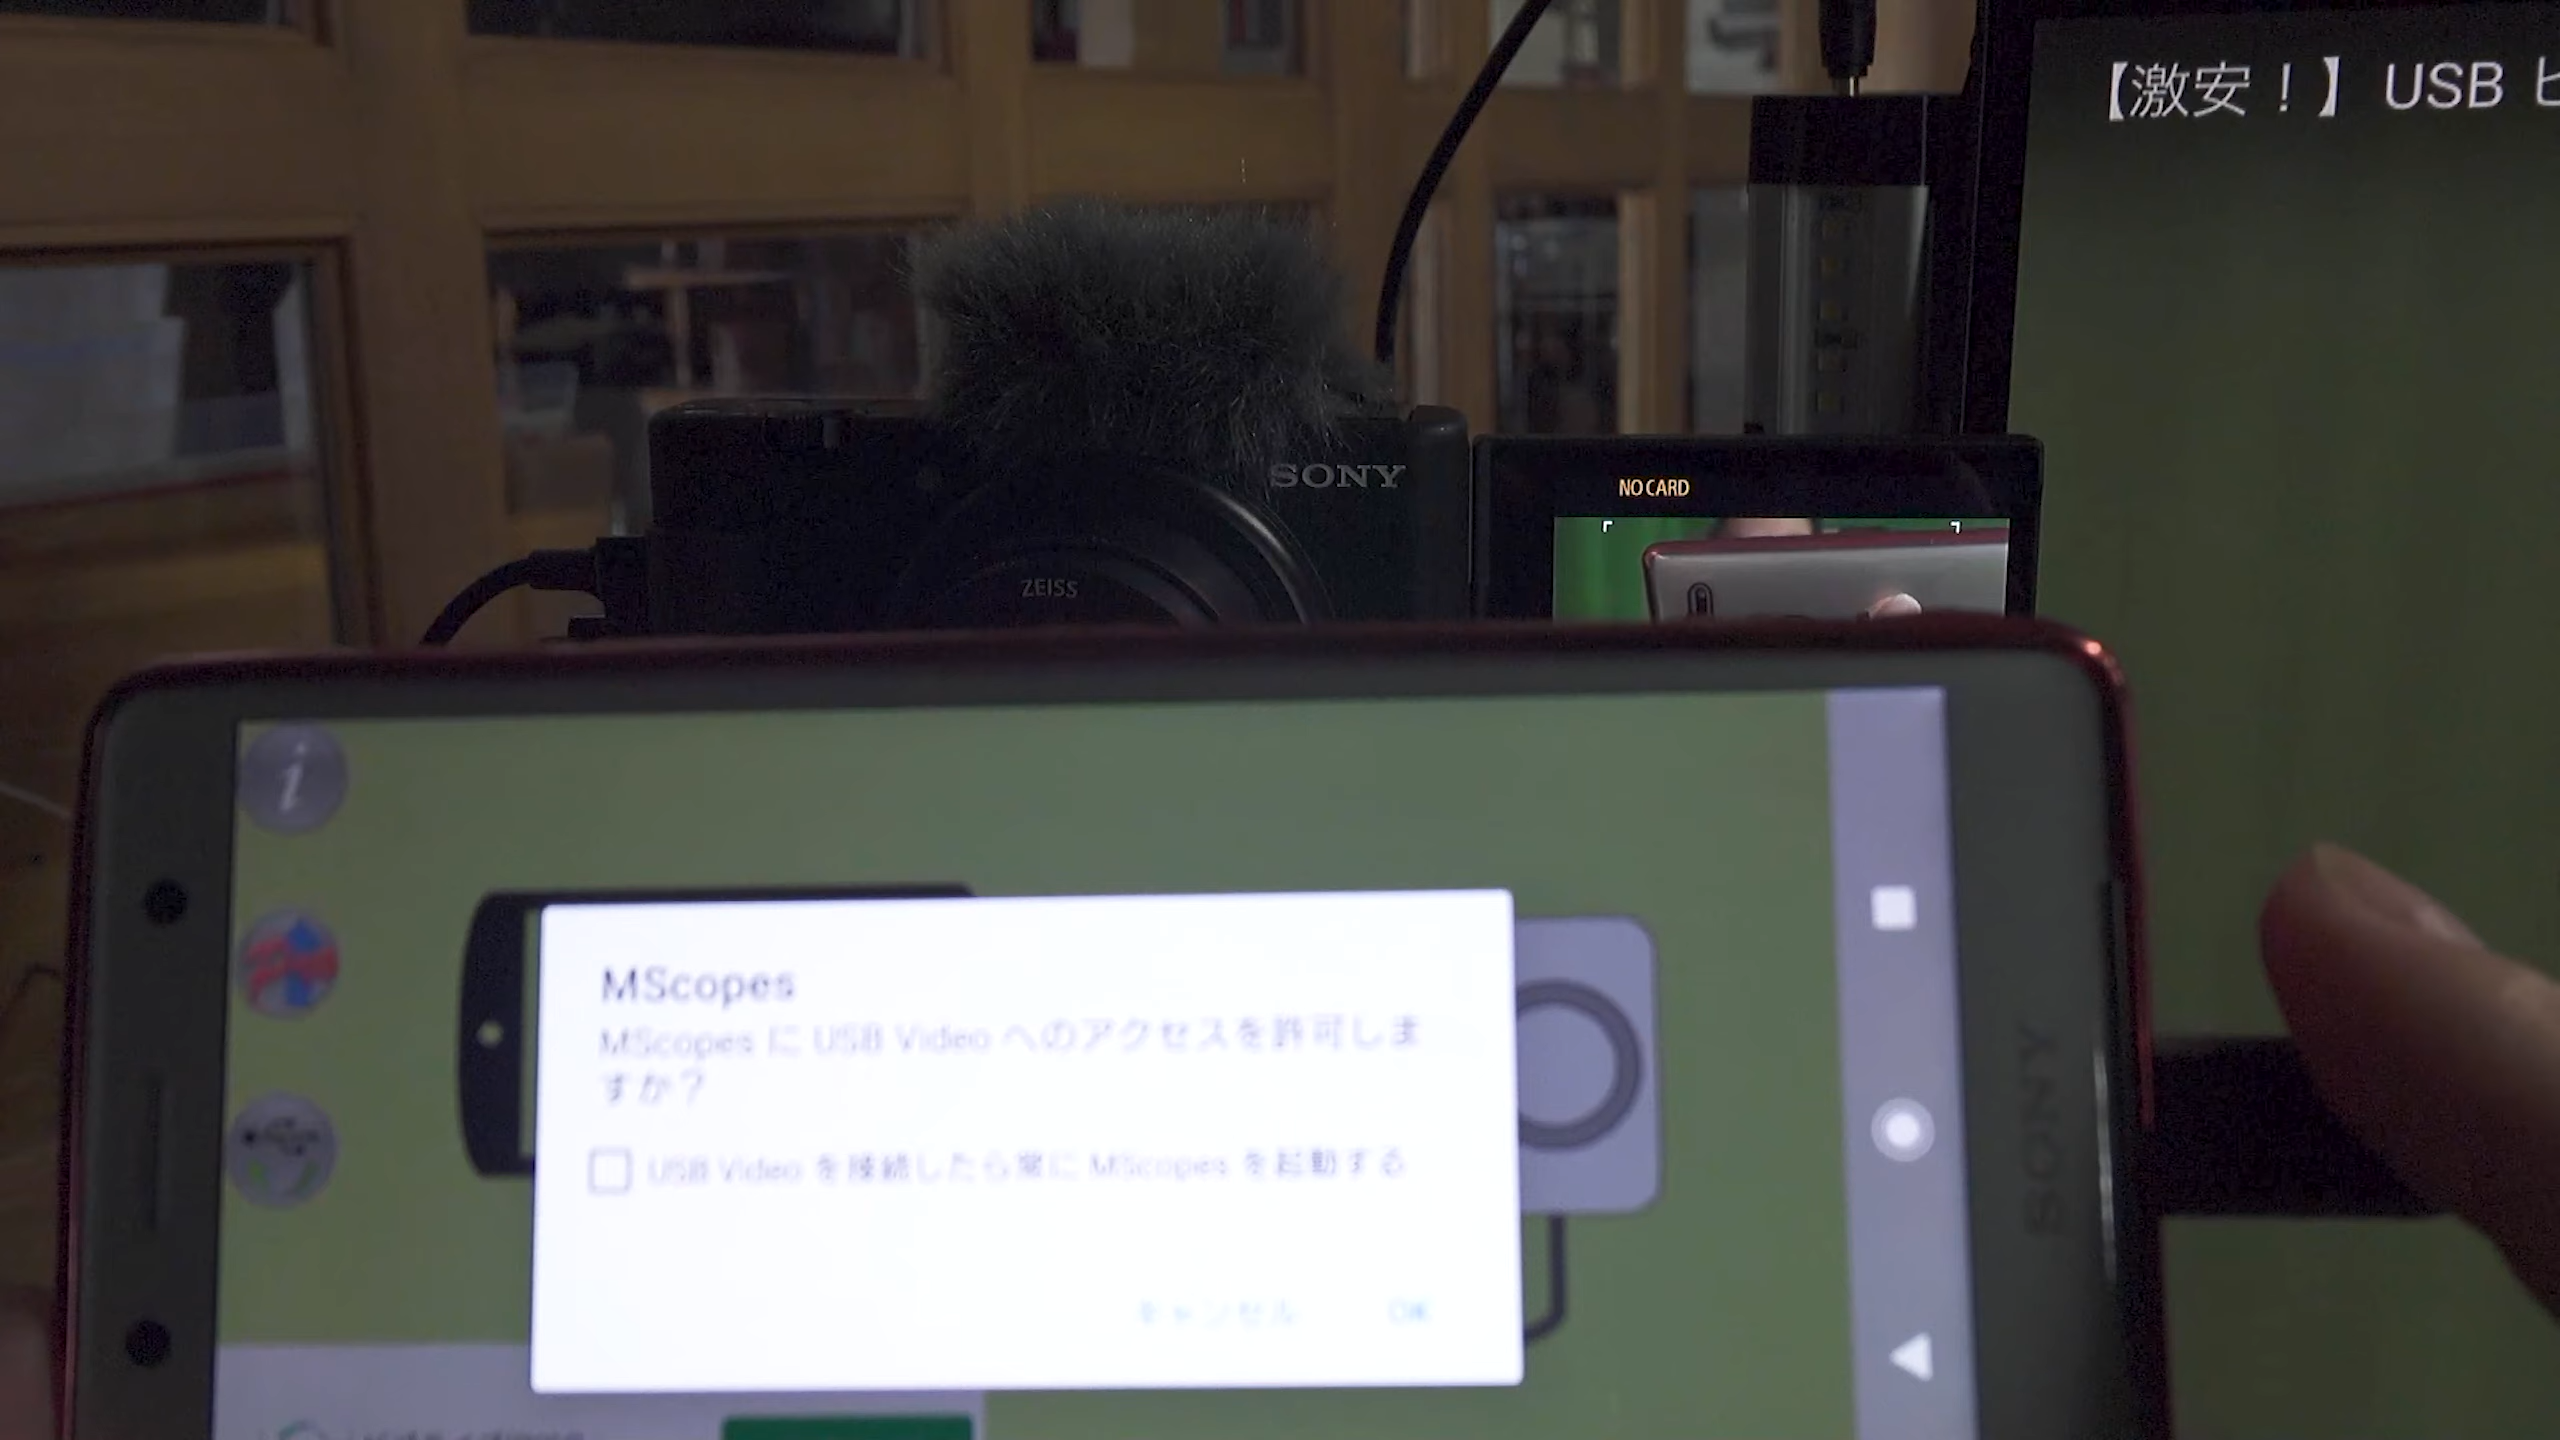 【激安！】USB ビ
SONY
NO CARD
ZEISS
SONY
MScopes
MScopes に USB Video へのアクセスを許可しま
すか？
USB Video を接続したら常に MScopes を起動する
キャンセル OK